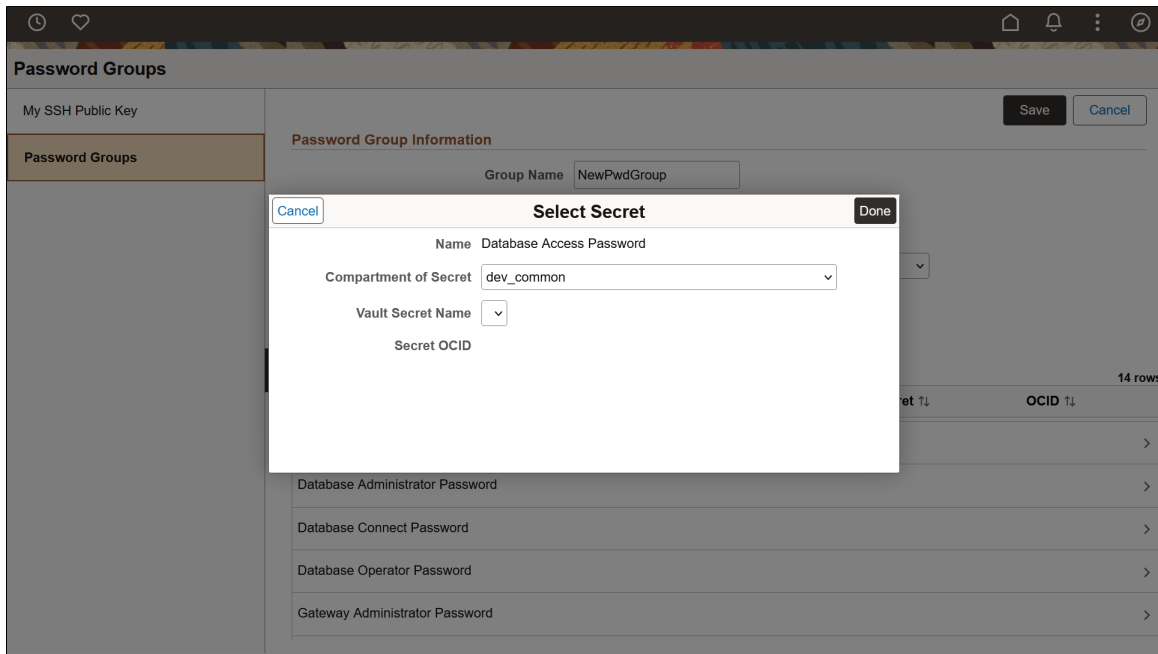 Password Groups
My SSH Public Key
Password Groups
Save
Cancel
Password Group Information
Group Name NewPwdGroup
Cancel
Select Secret
Done
Name Database Access Password
Compartment of Secret dev_common
Vault Secret Name
Secret OCID
14 rows
ret
OCID
Database Administrator Password
Database Connect Password
Database Operator Password
Gateway Administrator Password